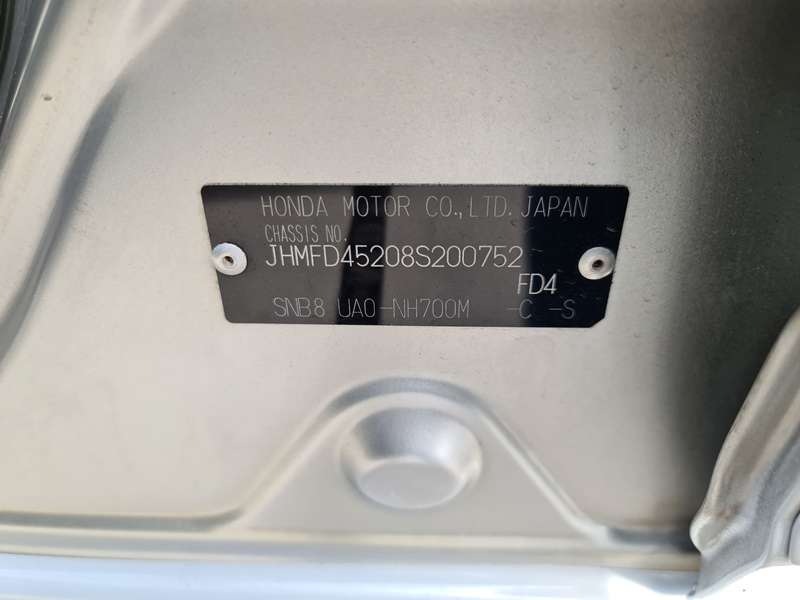 HONDA MOTOR CO.,LTD. JAPAN
CHASSIS NO.
JHMFD45208S200752
FD4
SNB8 UA0-NH700M -C -S